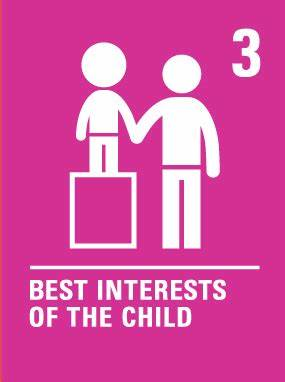 3
BEST INTERESTS
OF THE CHILD